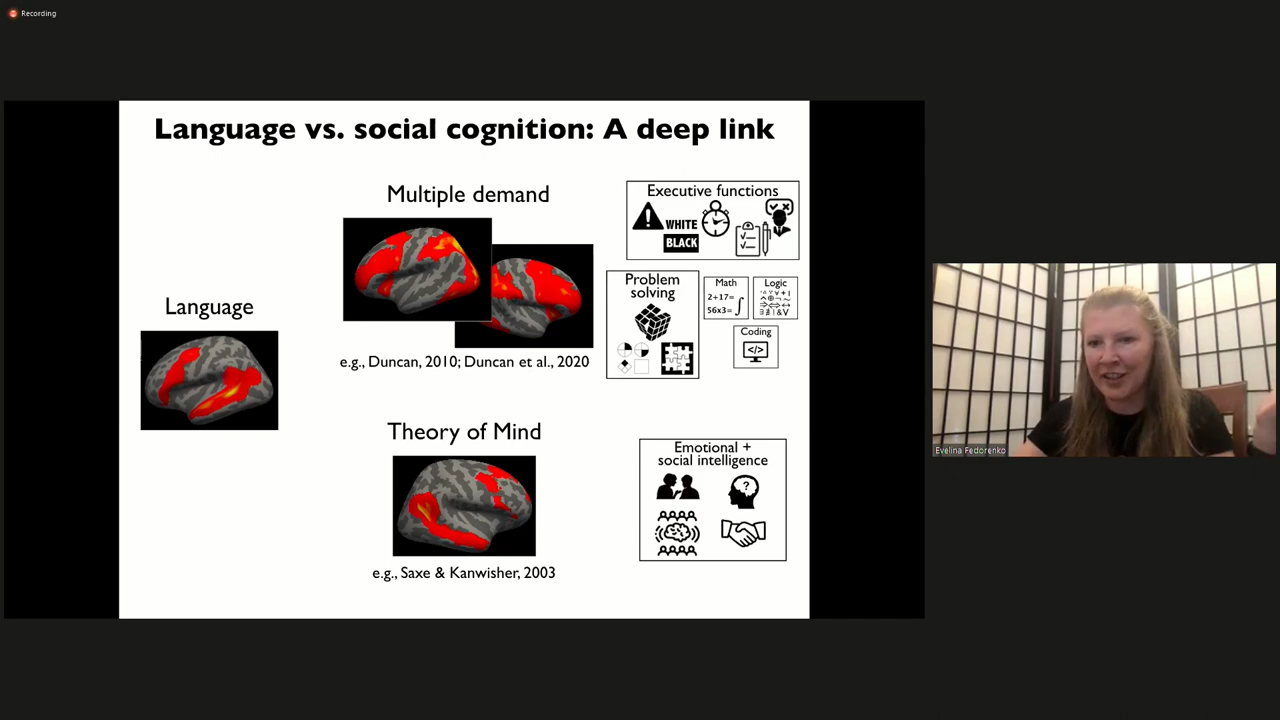 Recording
Language vs. social cognition: A deep link
Multiple demand
Executive functions
WHITE
BLACK
Problem
solving
Math
2+17=
56x3= ∫
Logic
Language
Coding
</>
e.g., Duncan, 2010; Duncan et al., 2020
Theory of Mind
Emotional +
social intelligence
?
e.g., Saxe & Kanwisher, 2003
Evelina Fedorenko